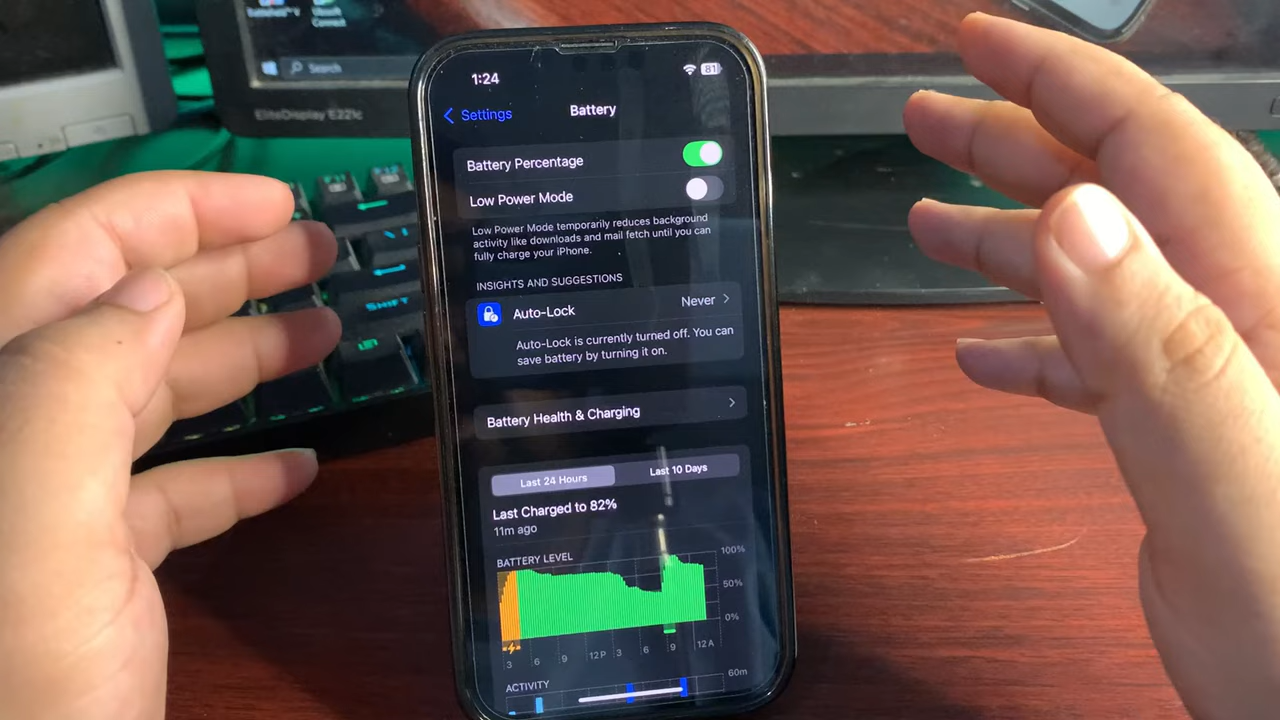 Connect
Search
EliteDisplay E221c
1:24
81
Settings
Battery
Battery Percentage
Low Power Mode
Low Power Mode temporarily reduces background
activity like downloads and mail fetch until you can
fully charge your iPhone.
INSIGHTS AND SUGGESTIONS
Auto-Lock
Never
Auto-Lock is currently turned off. You can
save battery by turning it on.
Battery Health & Charging
Last 24 Hours
Last 10 Days
Last Charged to 82%
11m ago
BATTERY LEVEL
100%
50%
0%
3 6 9 12 P 3 6 9 12 A
ACTIVITY
60m
SHIFT